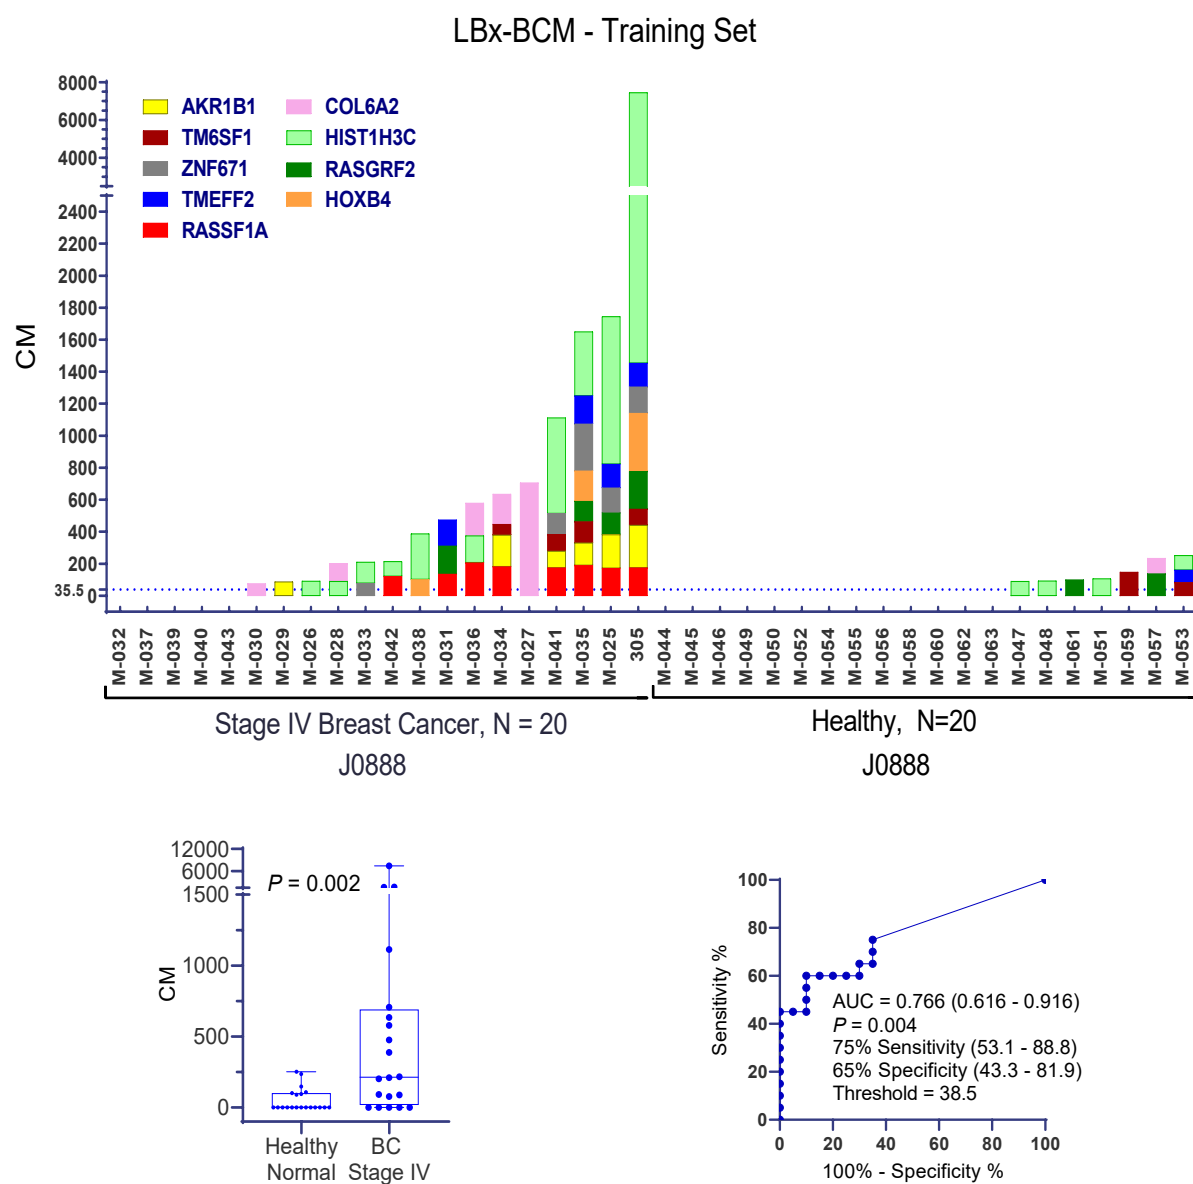 LBx-BCM - Training Set
8000
6000
4000
2400
2200
2000
1800
1600
1400
1200
1000
800
600
400
200
35.5
0
CM
AKR1B1
TM6SF1
ZNF671
TMEFF2
RASSF1A
COL6A2
HIST1H3C
RASGRF2
HOXB4
M-032
M-037
M-039
M-040
M-043
M-030
M-029
M-026
M-028
M-033
M-042
M-038
M-031
M-036
M-034
M-027
M-041
M-035
M-025
305
M-044
M-045
M-046
M-050
M-052
M-054
M-055
M-056
M-058
M-060
M-062
M-063
M-047
M-048
M-061
M-051
M-059
M-057
M-053
Stage IV Breast Cancer, N = 20
J0888
Healthy, N=20
J0888
12000
6000
1500
1000
500
0
CM
P = 0.002
Healthy
Normal
BC
Stage IV
100
80
60
40
20
0
Sensitivity %
AUC = 0.766 (0.616 - 0.916)
P = 0.004
75% Sensitivity (53.1 - 88.8)
65% Specificity (43.3 - 81.9)
Threshold = 38.5
0
20
40
60
80
100
100% - Specificity %